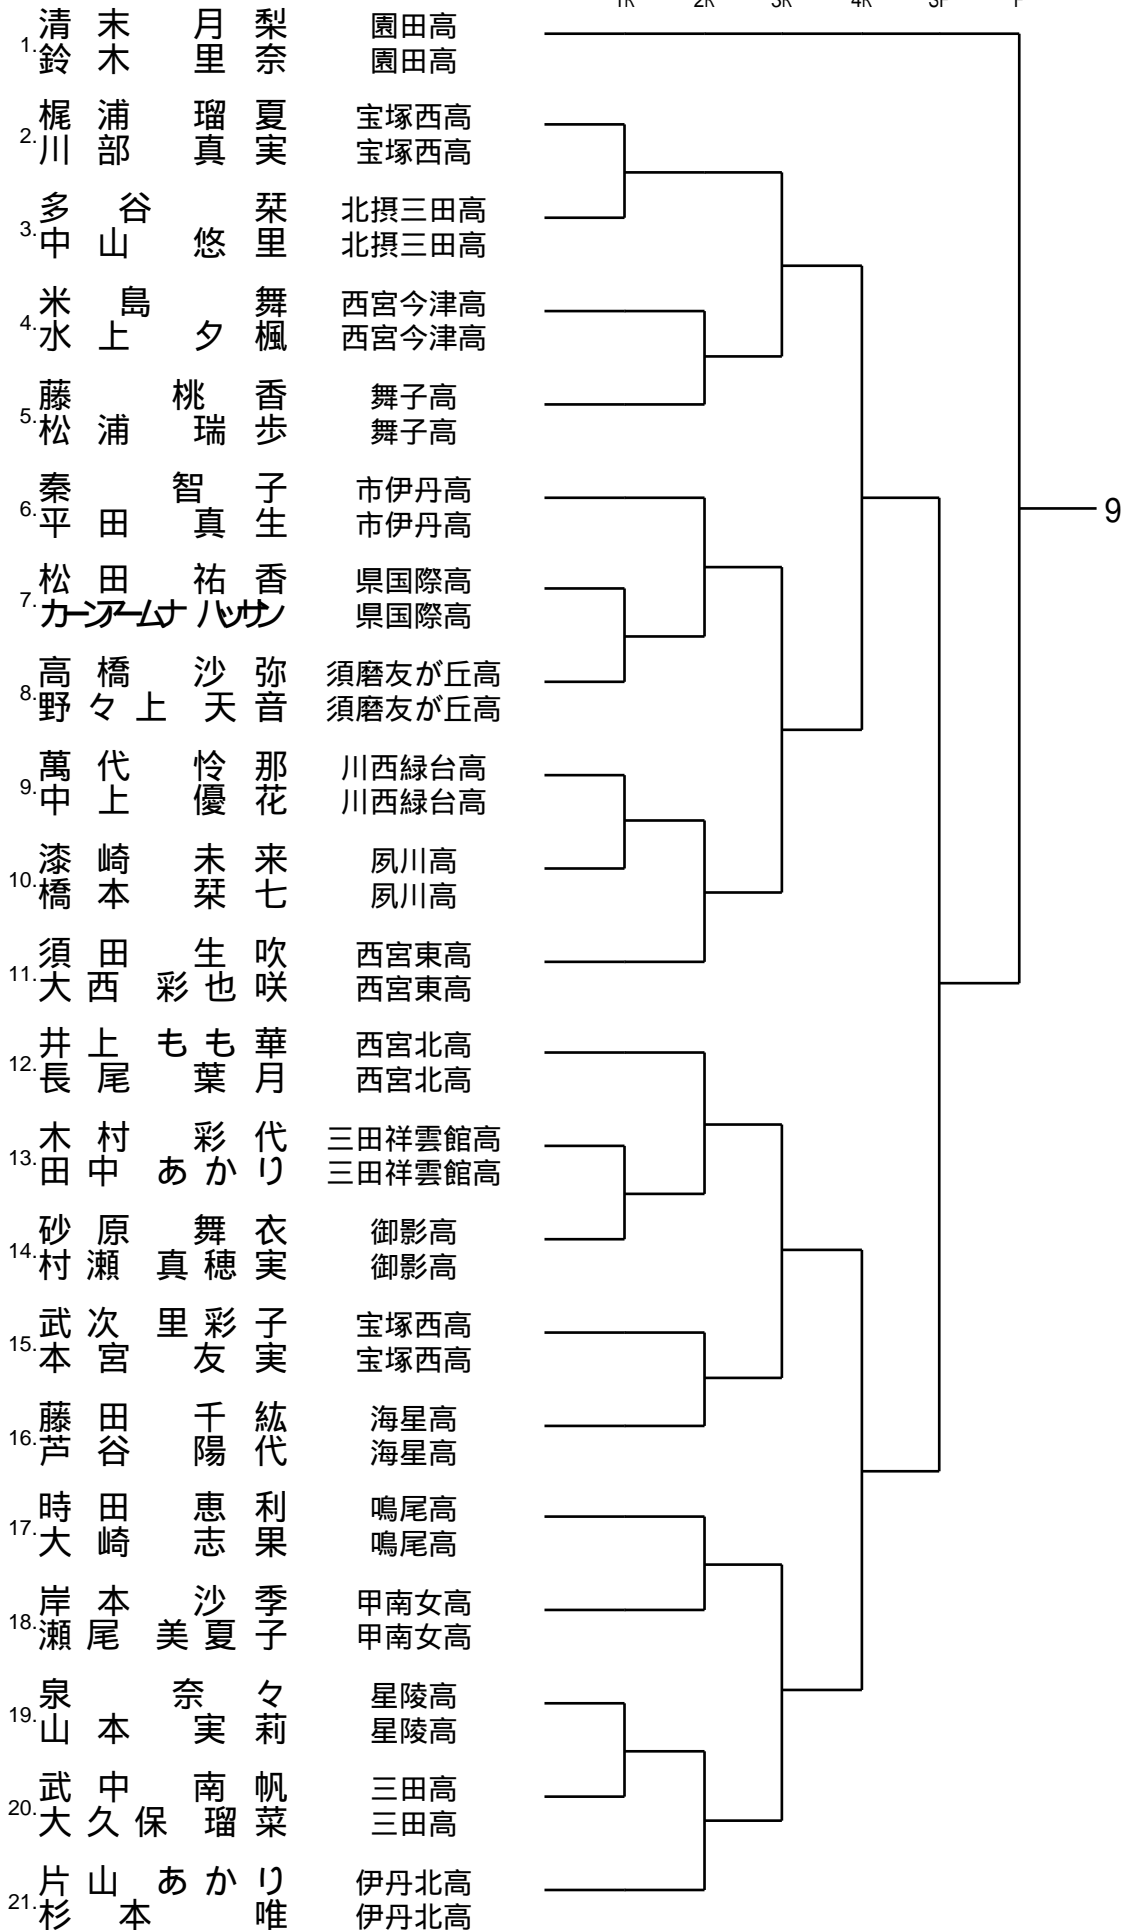 1R 2R 3R 4R SF F
清末 月梨 園田高
1. 鈴木 里奈 園田高
梶浦 瑠夏 宝塚西高
2. 川部 真実 宝塚西高
多谷 栞 北摂三田高
3. 中山 悠里 北摂三田高
米島 舞 西宮今津高
4. 水上 夕楓 西宮今津高
藤 桃香 舞子高
5. 松浦 瑞歩 舞子高
秦 智子 市伊丹高
6. 平田 真生 市伊丹高
9
松田 祐香 県国際高
7. カーンアームナ ハッサン 県国際高
高橋 沙弥 須磨友が丘高
8. 野々上 天音 須磨友が丘高
萬代 怜那 川西緑台高
9. 中上 優花 川西緑台高
漆崎 未来 夙川高
10. 橋本 栞七 夙川高
須田 生吹 西宮東高
11. 大西 彩也咲 西宮東高
井上 もも華 西宮北高
12. 長尾 葉月 西宮北高
木村 彩代 三田祥雲館高
13. 田中 あかり 三田祥雲館高
砂原 舞衣 御影高
14. 村瀬 真穂実 御影高
武次 里彩子 宝塚西高
15. 本宮 友実 宝塚西高
藤田 千紘 海星高
16. 芦谷 陽代 海星高
時田 恵利 鳴尾高
17. 大崎 志果 鳴尾高
岸本 沙季 甲南女高
18. 瀬尾 美夏子 甲南女高
泉 奈々 星陵高
19. 山本 実莉 星陵高
武中 南帆 三田高
20. 大久保 瑠菜 三田高
片山 あかり 伊丹北高
21. 杉本 唯 伊丹北高